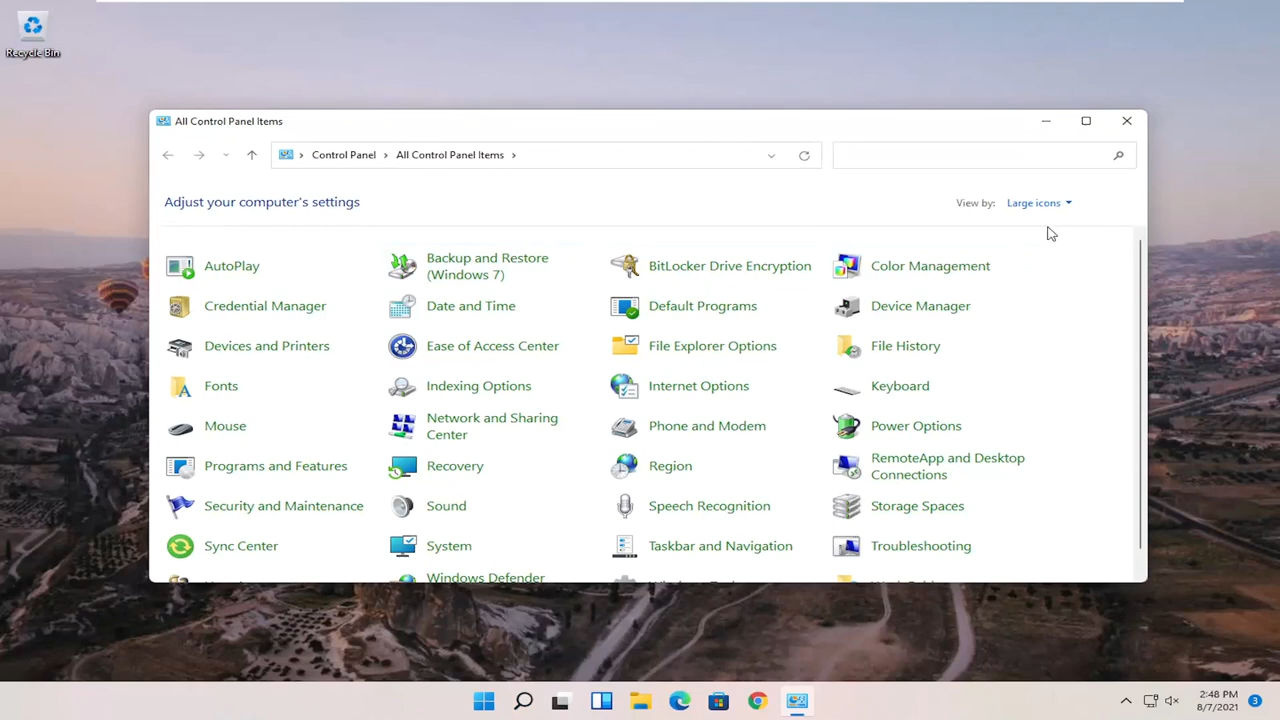 Recycle Bin
All Control Panel Items
Control Panel
All Control Panel Items
Adjust your computer's settings
View by:
Large icons
AutoPlay
Backup and Restore
(Windows 7)
BitLocker Drive Encryption
Color Management
Credential Manager
Date and Time
Default Programs
Device Manager
Devices and Printers
Ease of Access Center
File Explorer Options
File History
Fonts
Indexing Options
Internet Options
Keyboard
Mouse
Network and Sharing
Center
Phone and Modem
Power Options
Programs and Features
Recovery
Region
RemoteApp and Desktop
Connections
Security and Maintenance
Sound
Speech Recognition
Storage Spaces
Sync Center
System
Taskbar and Navigation
Troubleshooting
Windows Defender
2:48 PM
8/7/2021
3